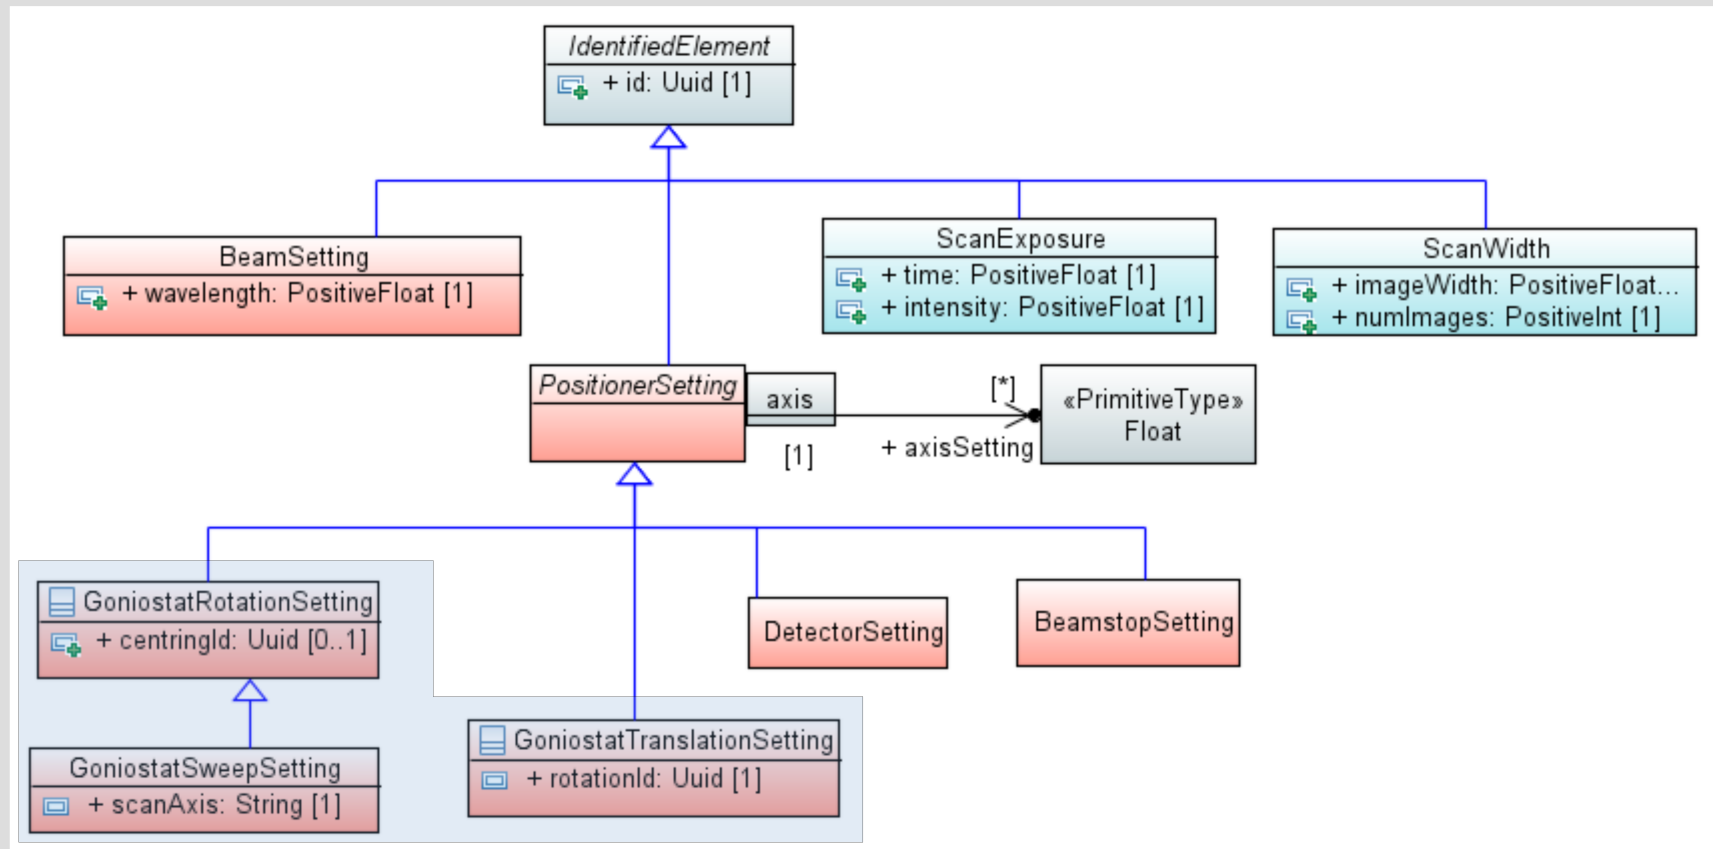 IdentifiedElement
+ id: Uuid [1]
BeamSetting
+ wavelength: PositiveFloat [1]
ScanExposure
+ time: PositiveFloat [1]
+ intensity: PositiveFloat [1]
ScanWidth
+ imageWidth: PositiveFloat...
+ numImages: PositiveInt [1]
PositionerSetting
axis
[1]
[*]
+ axisSetting
«PrimitiveType»
Float
GoniostatRotationSetting
+ centringId: Uuid [0..1]
DetectorSetting
BeamstopSetting
GoniostatSweepSetting
+ scanAxis: String [1]
GoniostatTranslationSetting
+ rotationId: Uuid [1]